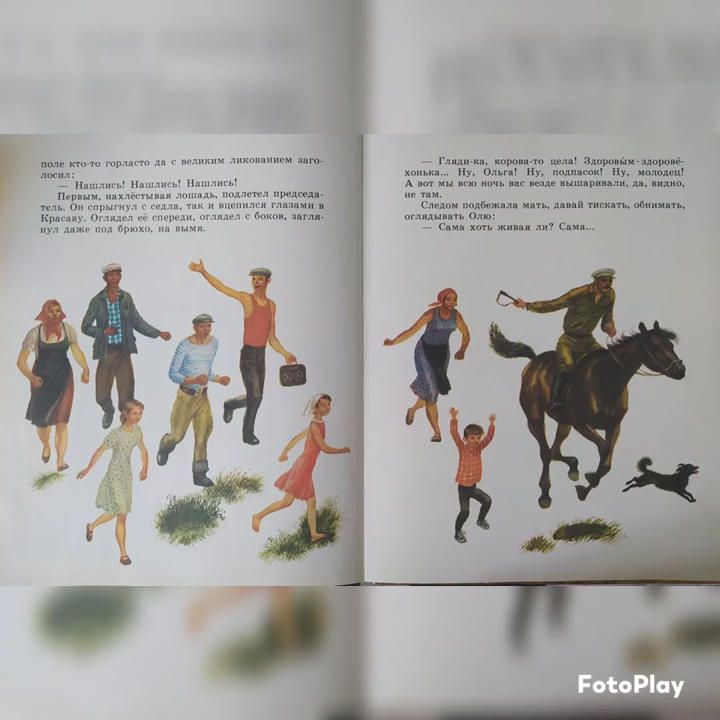 поле кто-то горласто да с великим ликованием заго-
лосил:
— Нашлись! Нашлись! Нашлись!
Первым, нахлёстывая лошадь, подлетел председа-
тель. Он спрыгнул с седла, так и вцепился глазами в
Красаву. Оглядел её спереди, оглядел с боков, загля-
нул даже под брюхо, на вымя.
— Гляди-ка, корова-то цела! Здоровы́м-здоровё-
хонька... Ну, Ольга! Ну, подпасок! Ну, молодец!
А вот мы всю ночь вас везде вышаривали, да, видно,
не там.
Следом подбежала мать, давай тискать, обнимать,
оглядывать Олю:
— Сама хоть живая ли? Сама...
FotoPlay